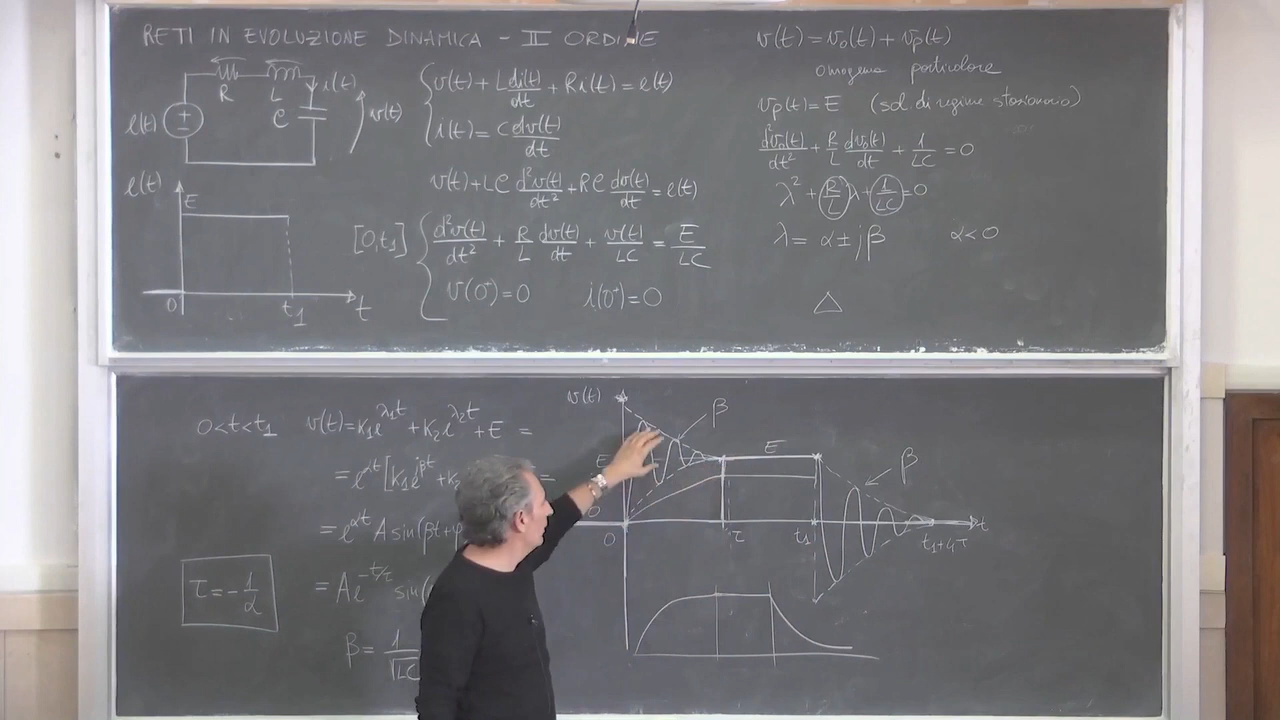 RETI IN EVOLUZIONE DINAMICA - II ORDINE
R
L
i(t)
e(t)
±
C
v(t)
e(t)
E
0
t₁
t
v(t) + L di(t)/dt + Ri(t) = e(t)
i(t) = C dv(t)/dt
v(t) + LC d²v(t)/dt² + RC dv(t)/dt = e(t)
[0,t₁]
d²v(t)/dt² + R/L dv(t)/dt + v(t)/LC = E/LC
v(0⁺)=0 i(0⁺)=0
v(t) = v₀(t) + vp(t)
omogenea particolare
vp(t) = E (sol. di regime stazionario)
d²v₀(t)/dt² + R/L dv₀(t)/dt + 1/LC = 0
λ² + R/L λ + 1/LC = 0
λ = α ± jβ α<0
△
0<t<t₁ v(t) = k₁e^λ₁t + k₂e^λ₂t + E =
= e^αt [k₁e^jβt + k₂ =
= e^αt A sin(βt+φ
τ = -1/α
= Ae^-t/τ sin(
β = 1/√LC
v(t)
β
E
E
0
0
τ
t₁
β
t₁+4τ
t